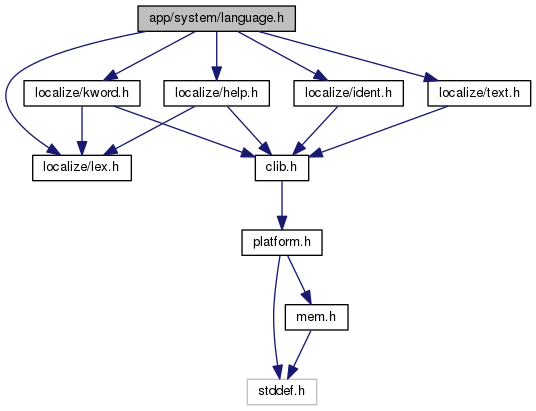 app/system/language.h
localize/kword.h
localize/help.h
localize/ident.h
localize/text.h
localize/lex.h
clib.h
platform.h
mem.h
stddef.h